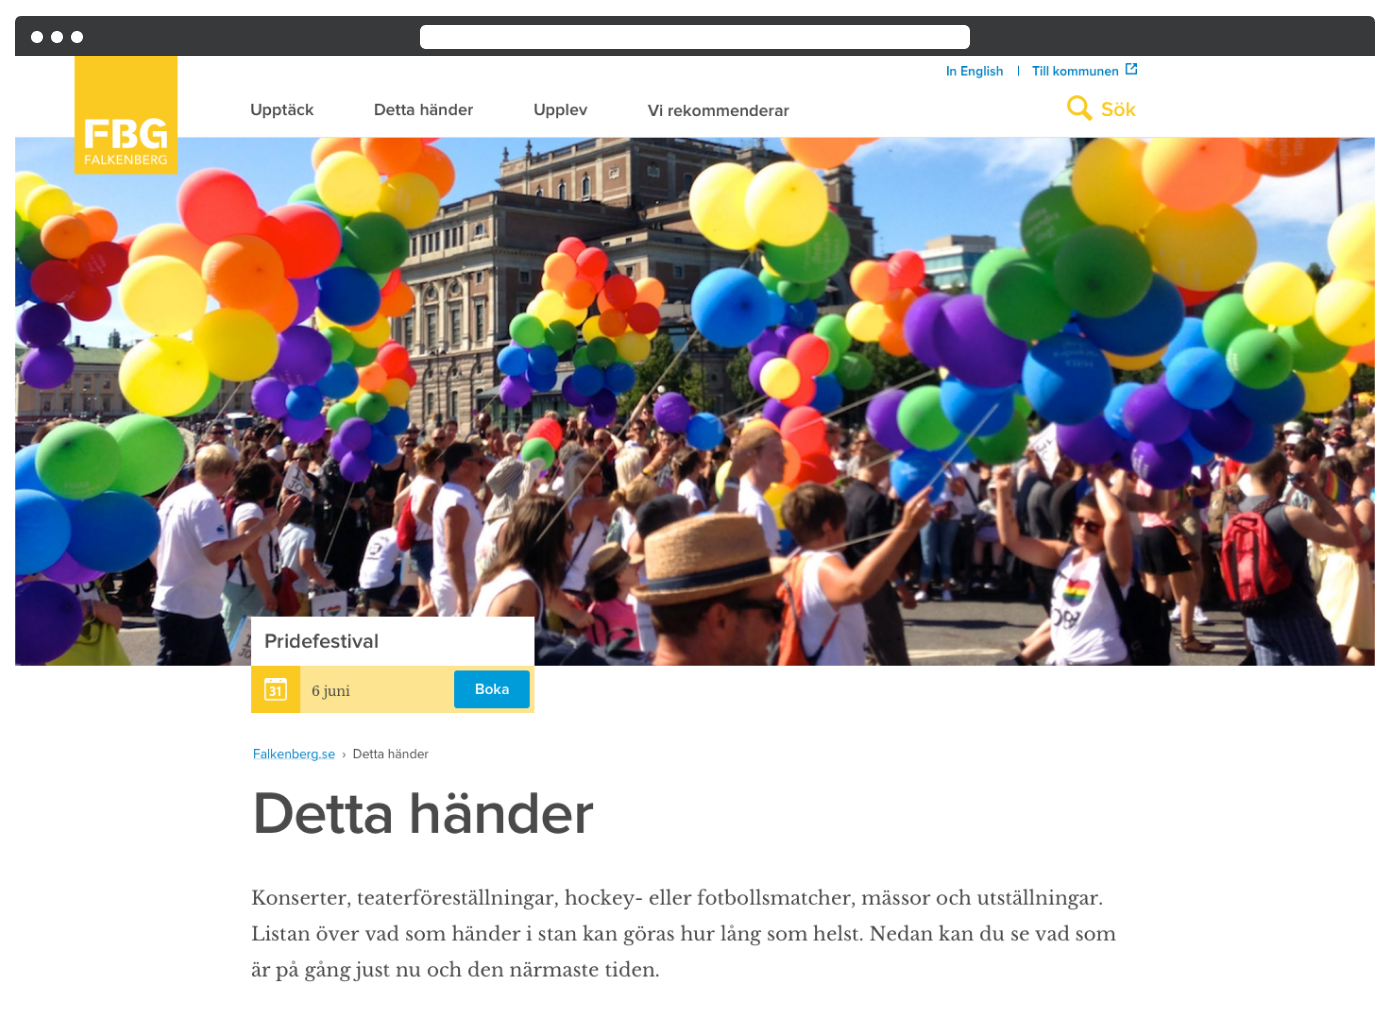 In English | Till kommunen
FBG
FALKENBERG
Upptäck
Detta händer
Upplev
Vi rekommenderar
Sök
Pridefestival
31
6 juni
Boka
Falkenberg.se › Detta händer
Detta händer
Konserter, teaterföreställningar, hockey- eller fotbollsmatcher, mässor och utställningar.
Listan över vad som händer i stan kan göras hur lång som helst. Nedan kan du se vad som
är på gång just nu och den närmaste tiden.